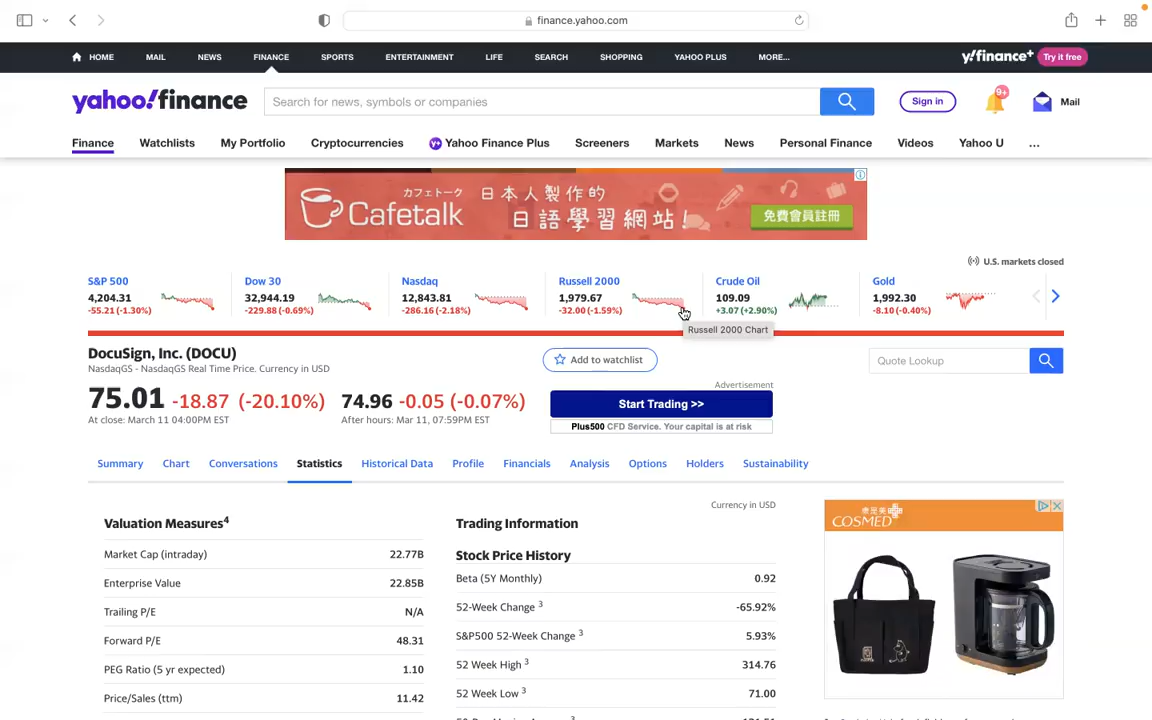 finance.yahoo.com
HOME MAIL NEWS FINANCE SPORTS ENTERTAINMENT LIFE SEARCH SHOPPING YAHOO PLUS MORE... y!finance+ Try it free
yahoo!finance Search for news, symbols or companies Sign in 9+ Mail
Finance Watchlists My Portfolio Cryptocurrencies Y+ Yahoo Finance Plus Screeners Markets News Personal Finance Videos Yahoo U ...
カフェトーク
Cafetalk
日本人製作的
日語學習網站!
免費會員註冊
U.S. markets closed
S&P 500 Dow 30 Nasdaq Russell 2000 Crude Oil Gold
4,204.31 32,944.19 12,843.81 1,979.67 109.09 1,992.30
-55.21 (-1.30%) -229.88 (-0.69%) -286.16 (-2.18%) -32.00 (-1.59%) +3.07 (+2.90%) -8.10 (-0.40%)
Russell 2000 Chart
DocuSign, Inc. (DOCU)
NasdaqGS - NasdaqGS Real Time Price. Currency in USD
Add to watchlist
Quote Lookup
75.01 -18.87 (-20.10%) 74.96 -0.05 (-0.07%)
At close: March 11 04:00PM EST After hours: Mar 11, 07:59PM EST
Advertisement
Start Trading >>
Plus500 CFD Service. Your capital is at risk
Summary Chart Conversations Statistics Historical Data Profile Financials Analysis Options Holders Sustainability
Currency in USD
Valuation Measures4
Market Cap (intraday) 22.77B
Enterprise Value 22.85B
Trailing P/E N/A
Forward P/E 48.31
PEG Ratio (5 yr expected) 1.10
Price/Sales (ttm) 11.42
Trading Information
Stock Price History
Beta (5Y Monthly) 0.92
52-Week Change 3 -65.92%
S&P500 52-Week Change 3 5.93%
52 Week High 3 314.76
52 Week Low 3 71.00
COSMED